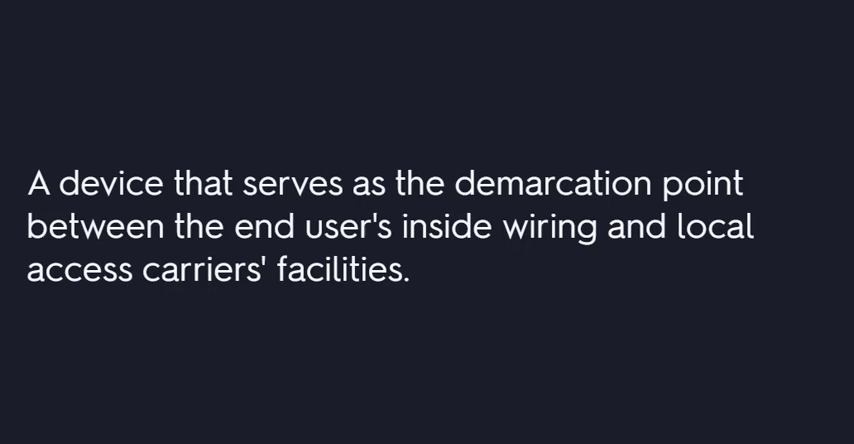 A device that serves as the demarcation point
between the end user's inside wiring and local
access carriers' facilities.